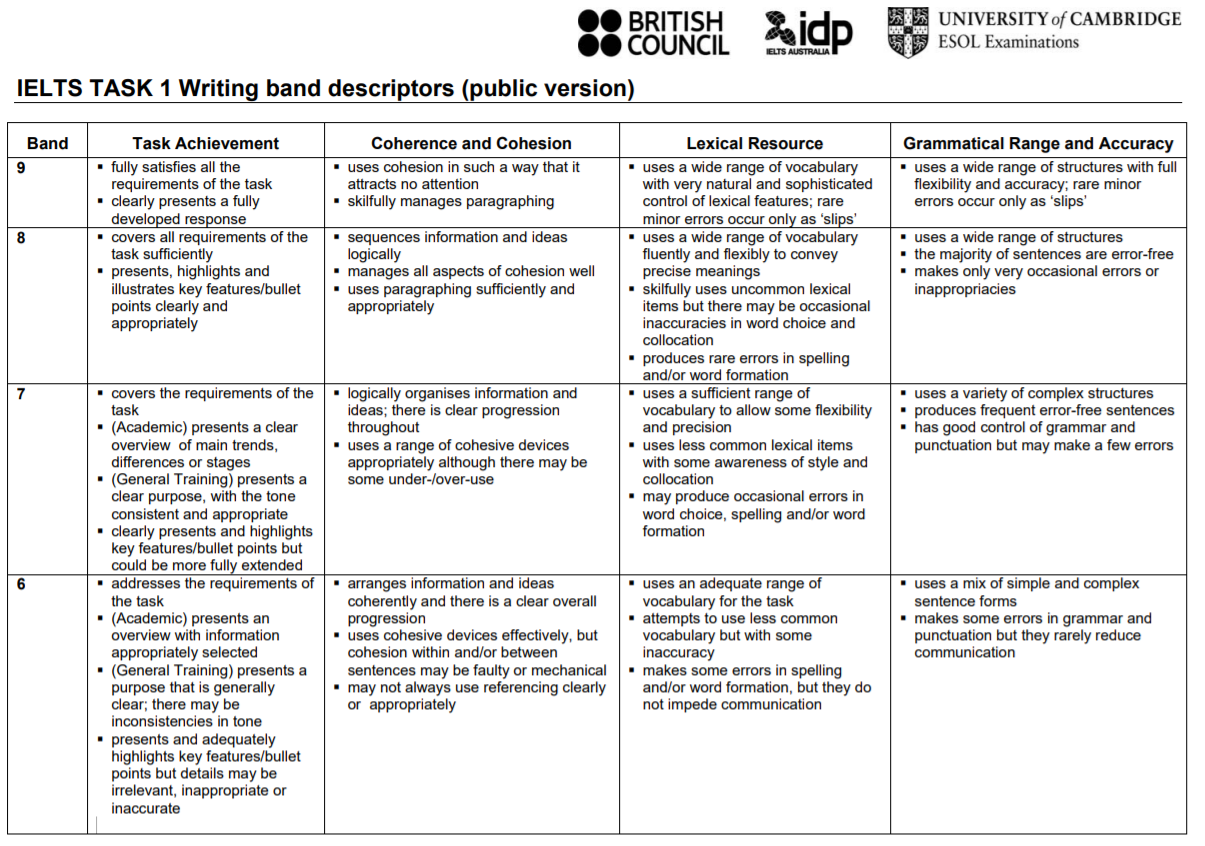 BRITISH
COUNCIL
idp
IELTS AUSTRALIA
UNIVERSITY of CAMBRIDGE
ESOL Examinations
IELTS TASK 1 Writing band descriptors (public version)
Band
Task Achievement
Coherence and Cohesion
Lexical Resource
Grammatical Range and Accuracy
9
▪ fully satisfies all the
requirements of the task
▪ clearly presents a fully
developed response
▪ uses cohesion in such a way that it
attracts no attention
▪ skilfully manages paragraphing
▪ uses a wide range of vocabulary
with very natural and sophisticated
control of lexical features; rare
minor errors occur only as ‘slips’
▪ uses a wide range of structures with full
flexibility and accuracy; rare minor
errors occur only as ‘slips’
8
▪ covers all requirements of the
task sufficiently
▪ presents, highlights and
illustrates key features/bullet
points clearly and
appropriately
▪ sequences information and ideas
logically
▪ manages all aspects of cohesion well
▪ uses paragraphing sufficiently and
appropriately
▪ uses a wide range of vocabulary
fluently and flexibly to convey
precise meanings
▪ skilfully uses uncommon lexical
items but there may be occasional
inaccuracies in word choice and
collocation
▪ produces rare errors in spelling
and/or word formation
▪ uses a wide range of structures
▪ the majority of sentences are error-free
▪ makes only very occasional errors or
inappropriacies
7
▪ covers the requirements of the
task
▪ (Academic) presents a clear
overview of main trends,
differences or stages
▪ (General Training) presents a
clear purpose, with the tone
consistent and appropriate
▪ clearly presents and highlights
key features/bullet points but
could be more fully extended
▪ logically organises information and
ideas; there is clear progression
throughout
▪ uses a range of cohesive devices
appropriately although there may be
some under-/over-use
▪ uses a sufficient range of
vocabulary to allow some flexibility
and precision
▪ uses less common lexical items
with some awareness of style and
collocation
▪ may produce occasional errors in
word choice, spelling and/or word
formation
▪ uses a variety of complex structures
▪ produces frequent error-free sentences
▪ has good control of grammar and
punctuation but may make a few errors
6
▪ addresses the requirements of
the task
▪ (Academic) presents an
overview with information
appropriately selected
▪ (General Training) presents a
purpose that is generally
clear; there may be
inconsistencies in tone
▪ presents and adequately
highlights key features/bullet
points but details may be
irrelevant, inappropriate or
inaccurate
▪ arranges information and ideas
coherently and there is a clear overall
progression
▪ uses cohesive devices effectively, but
cohesion within and/or between
sentences may be faulty or mechanical
▪ may not always use referencing clearly
or appropriately
▪ uses an adequate range of
vocabulary for the task
▪ attempts to use less common
vocabulary but with some
inaccuracy
▪ makes some errors in spelling
and/or word formation, but they do
not impede communication
▪ uses a mix of simple and complex
sentence forms
▪ makes some errors in grammar and
punctuation but they rarely reduce
communication